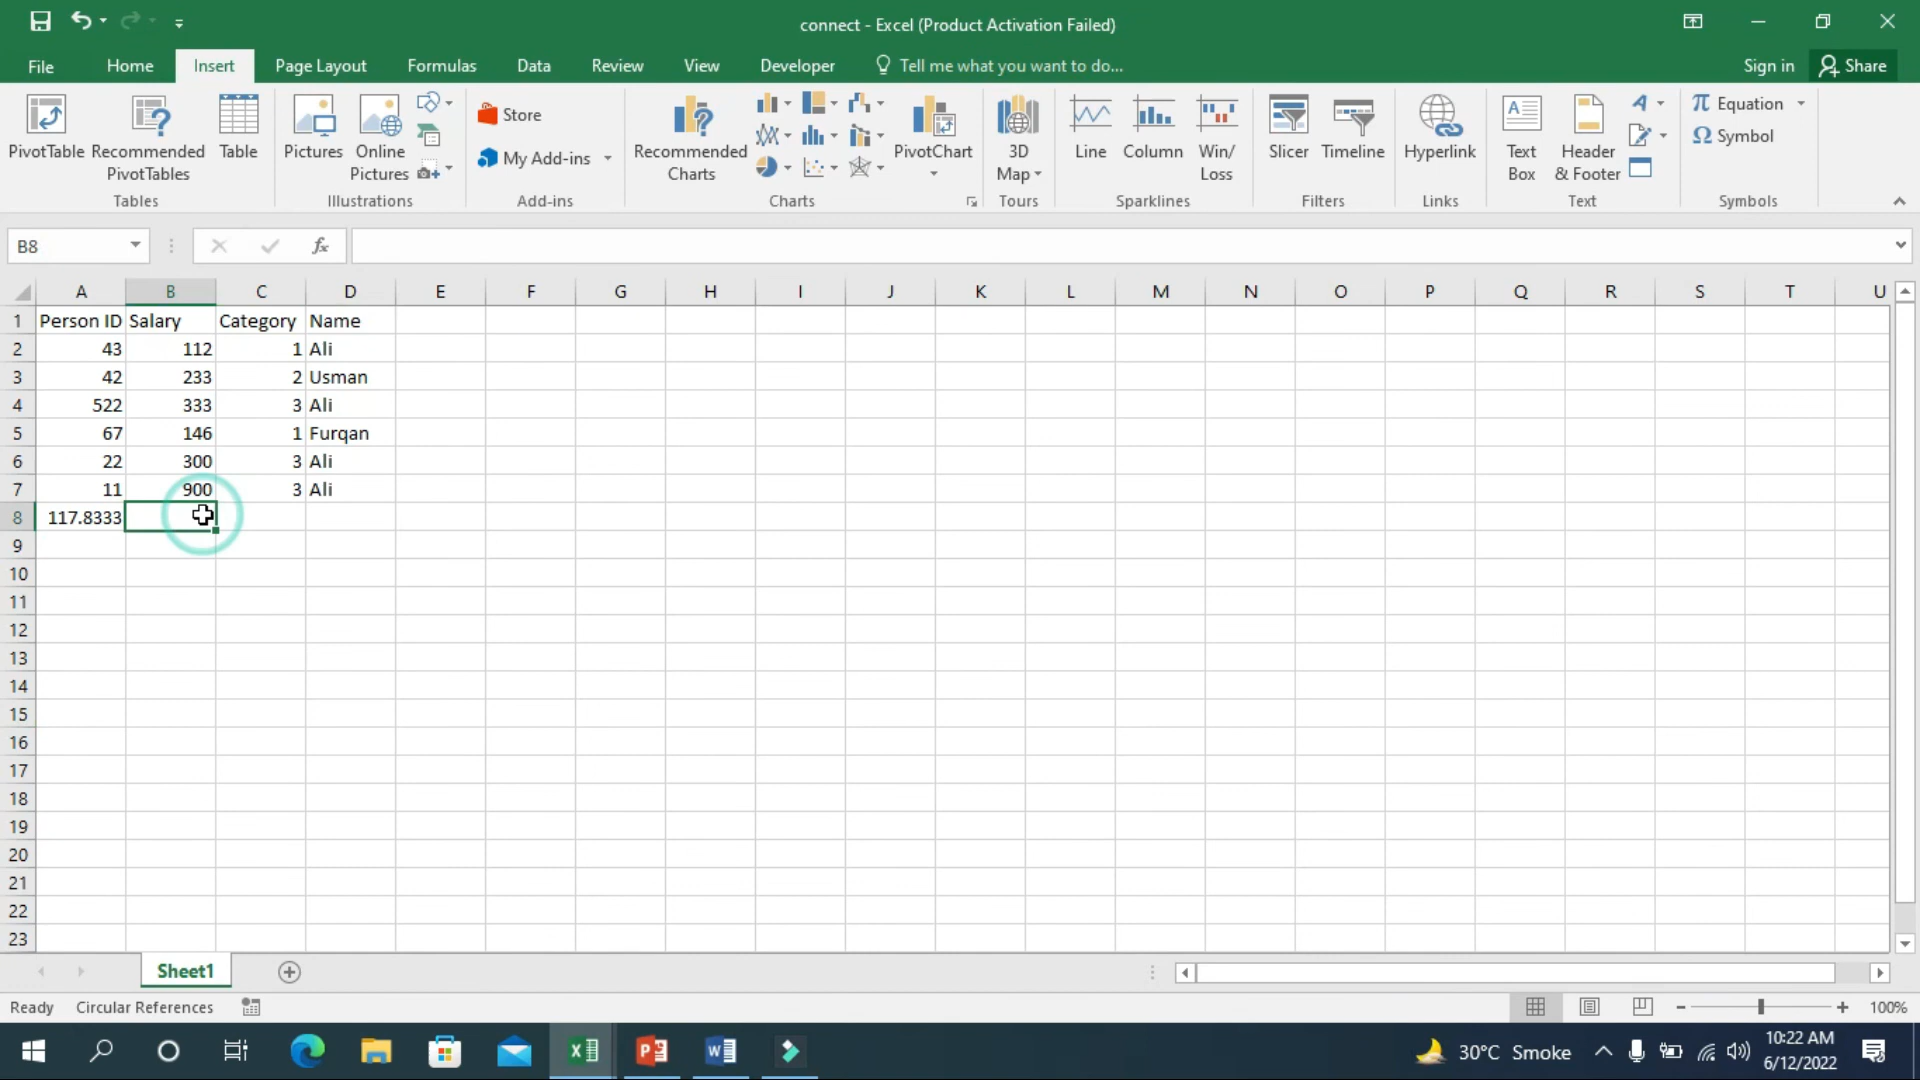 connect - Excel (Product Activation Failed)
File Home Insert Page Layout Formulas Data Review View Developer Tell me what you want to do... Sign in Share
PivotTable Recommended PivotTables Table
Tables
Pictures Online Pictures
Illustrations
Store
My Add-ins
Add-ins
Recommended Charts
PivotChart
Charts
3D Map
Tours
Line Column Win/ Loss
Sparklines
Slicer Timeline
Filters
Hyperlink
Links
Text Box Header & Footer
Text
π Equation
Ω Symbol
Symbols
B8 fx
A B C D E F G H I J K L M N O P Q R S T U
1 Person ID Salary Category Name
2 43 112 1 Ali
3 42 233 2 Usman
4 522 333 3 Ali
5 67 146 1 Furqan
6 22 300 3 Ali
7 11 900 3 Ali
8 117.8333
9
10
11
12
13
14
15
16
17
18
19
20
21
22
23
Sheet1
Ready Circular References 100%
30°C Smoke 10:22 AM
6/12/2022